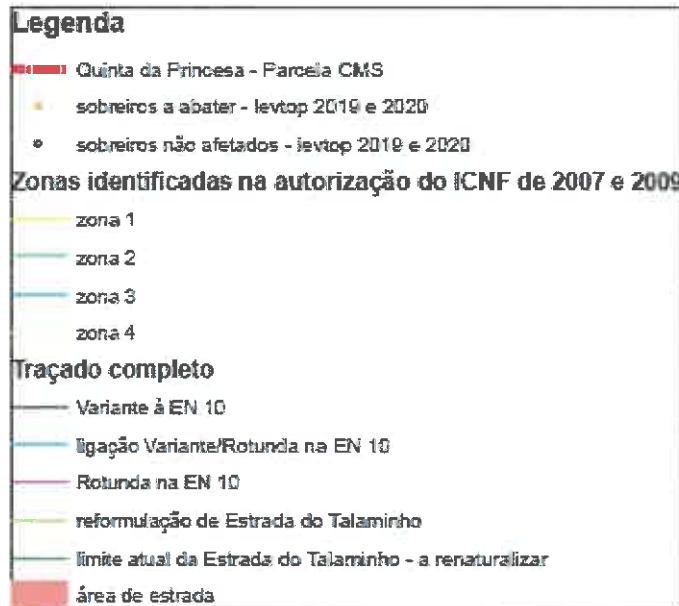 Legenda
Quinta da Princesa - Parcela CMS
sobreiros a abater - levtop 2019 e 2020
sobreiros não afetados - levtop 2019 e 2020
Zonas identificadas na autorização do ICNF de 2007 e 2009
zona 1
zona 2
zona 3
zona 4
Traçado completo
Variante à EN 10
ligação Variante/Rotunda na EN 10
Rotunda na EN 10
reformulação de Estrada do Talaminho
limite atual da Estrada do Talaminho - a renaturalizar
área de estrada